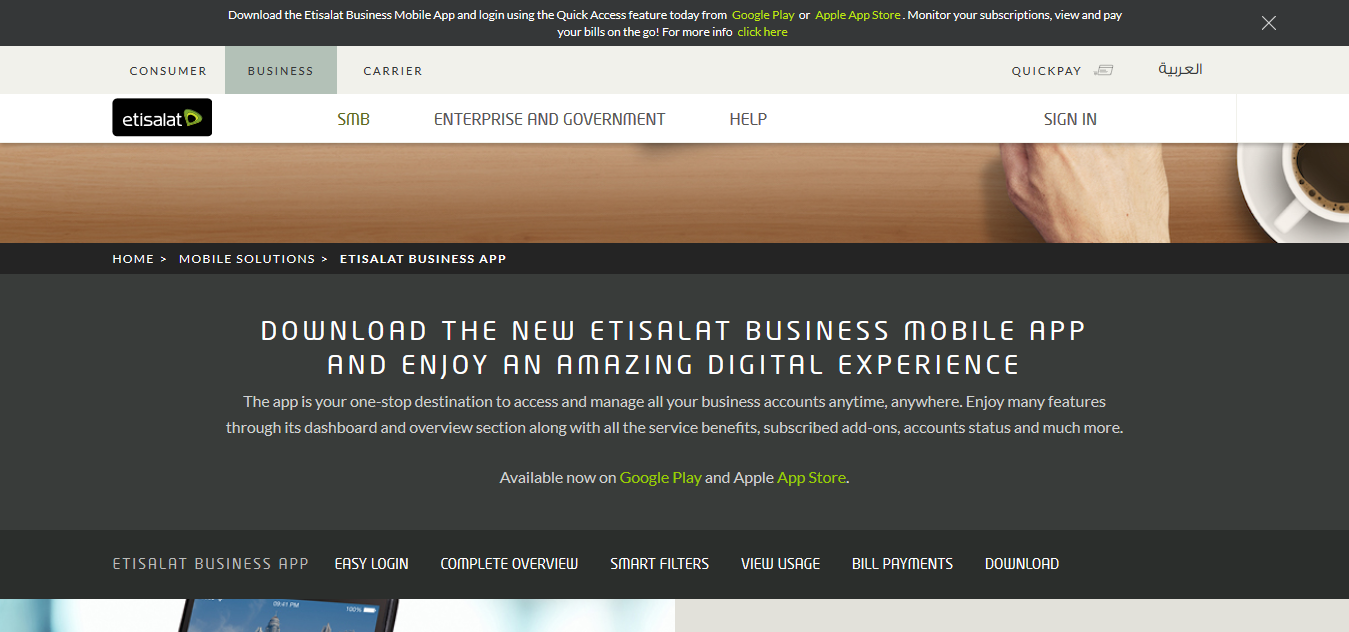 Download the Etisalat Business Mobile App and login using the Quick Access feature today from Google Play or Apple App Store . Monitor your subscriptions, view and pay
your bills on the go! For more info click here
CONSUMER BUSINESS CARRIER QUICKPAY العربية
etisalat SMB ENTERPRISE AND GOVERNMENT HELP SIGN IN
HOME > MOBILE SOLUTIONS > ETISALAT BUSINESS APP
DOWNLOAD THE NEW ETISALAT BUSINESS MOBILE APP
AND ENJOY AN AMAZING DIGITAL EXPERIENCE
The app is your one-stop destination to access and manage all your business accounts anytime, anywhere. Enjoy many features
through its dashboard and overview section along with all the service benefits, subscribed add-ons, accounts status and much more.
Available now on Google Play and Apple App Store.
ETISALAT BUSINESS APP EASY LOGIN COMPLETE OVERVIEW SMART FILTERS VIEW USAGE BILL PAYMENTS DOWNLOAD
09:41 PM 100%